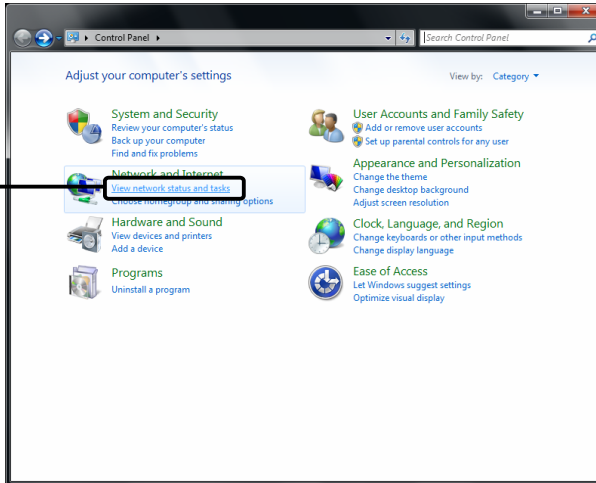 Control Panel
Search Control Panel
Adjust your computer's settings
View by: Category
System and Security
Review your computer's status
Back up your computer
Find and fix problems
Network and Internet
View network status and tasks
Choose homegroup and sharing options
Hardware and Sound
View devices and printers
Add a device
Programs
Uninstall a program
User Accounts and Family Safety
Add or remove user accounts
Set up parental controls for any user
Appearance and Personalization
Change the theme
Change desktop background
Adjust screen resolution
Clock, Language, and Region
Change keyboards or other input methods
Change display language
Ease of Access
Let Windows suggest settings
Optimize visual display